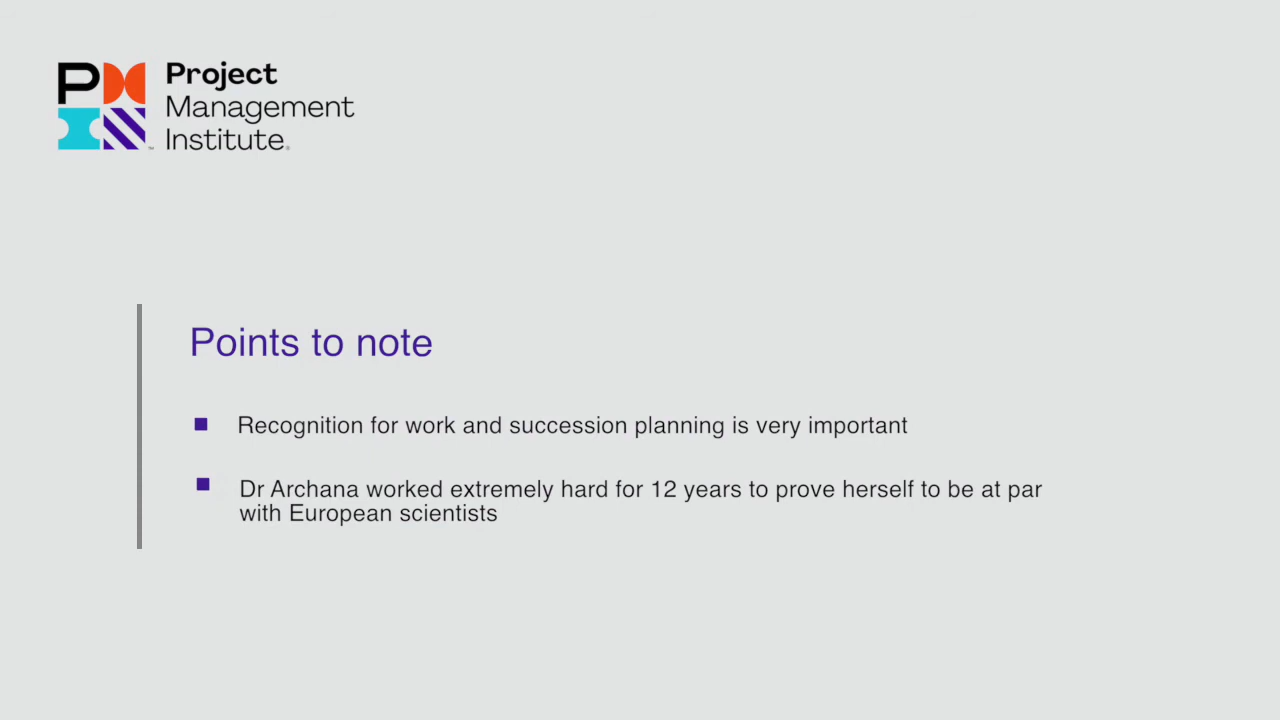 Project
Management
Institute.
Points to note
Recognition for work and succession planning is very important
Dr Archana worked extremely hard for 12 years to prove herself to be at par
with European scientists